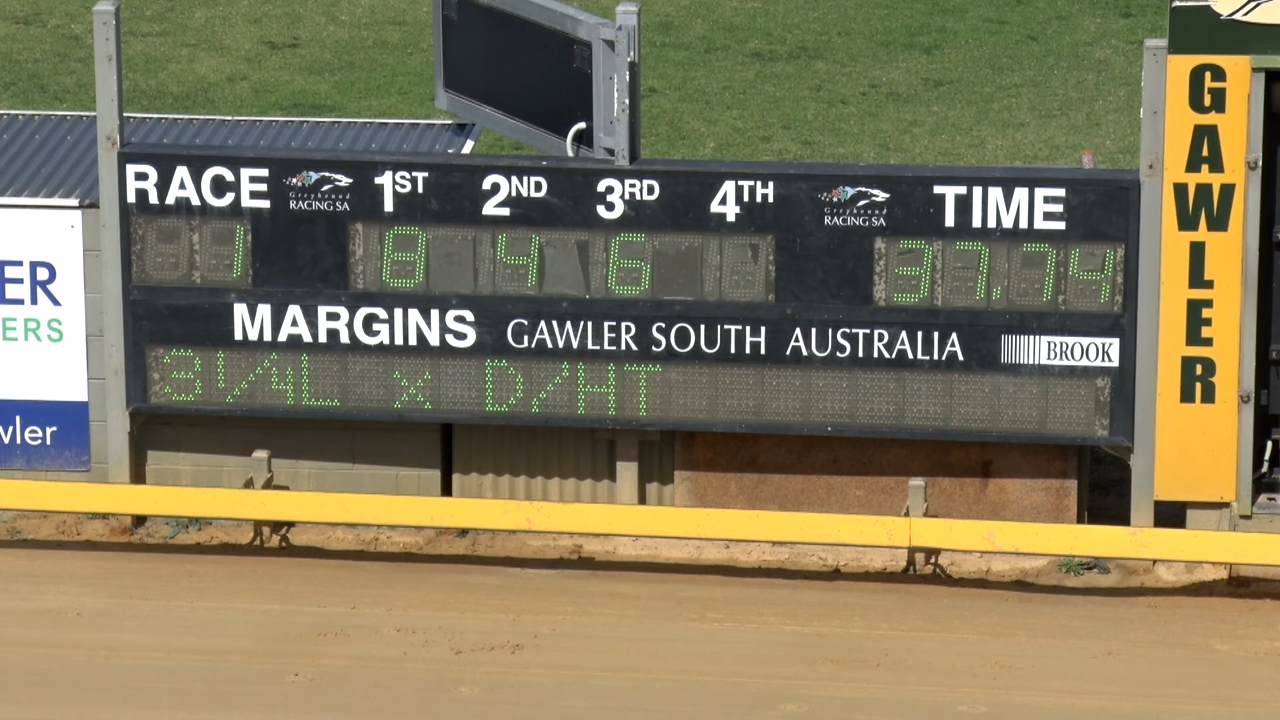 RACE Greyhound RACING SA 1ST 2ND 3RD 4TH Greyhound RACING SA TIME
1 8 4 6 37.74
MARGINS GAWLER SOUTH AUSTRALIA BROOK
3 1/4L x D/HT
GAWLER
ER
ERS
wler